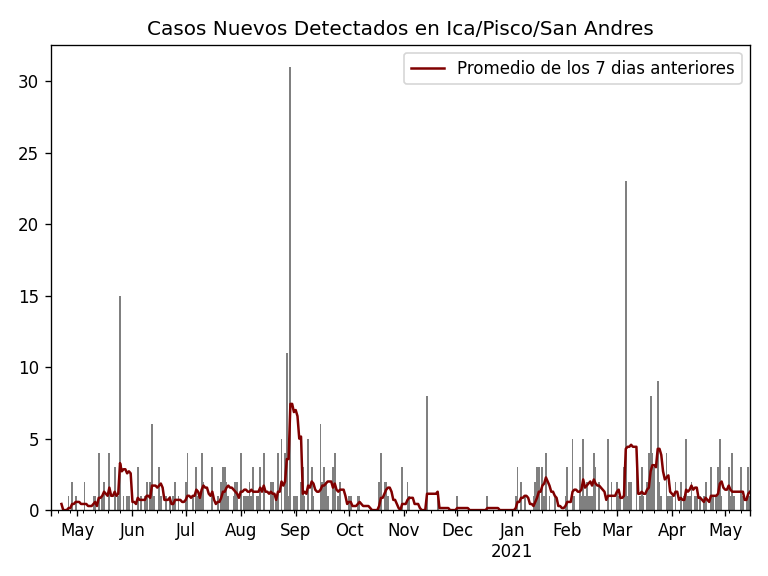 Casos Nuevos Detectados en Ica/Pisco/San Andres
Promedio de los 7 dias anteriores
30
25
20
15
10
5
0
May Jun Jul Aug Sep Oct Nov Dec Jan Feb Mar Apr May
2021